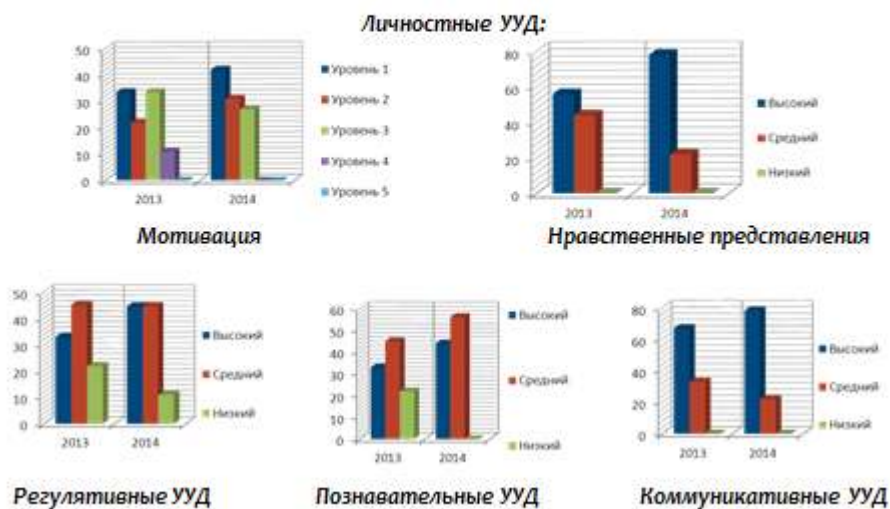 Личностные УУД:
50
40
30
20
10
0
2013
2014
Уровень 1
Уровень 2
Уровень 3
Уровень 4
Уровень 5
Мотивация
80
60
40
20
0
2013
2014
Высокий
Средний
Низкий
Нравственные представления
50
40
30
20
10
0
2013
2014
Высокий
Средний
Низкий
Регулятивные УУД
60
50
40
30
20
10
0
2013
2014
Высокий
Средний
Низкий
Познавательные УУД
80
60
40
20
0
2013
2014
Высокий
Средний
Низкий
Коммуникативные УУД